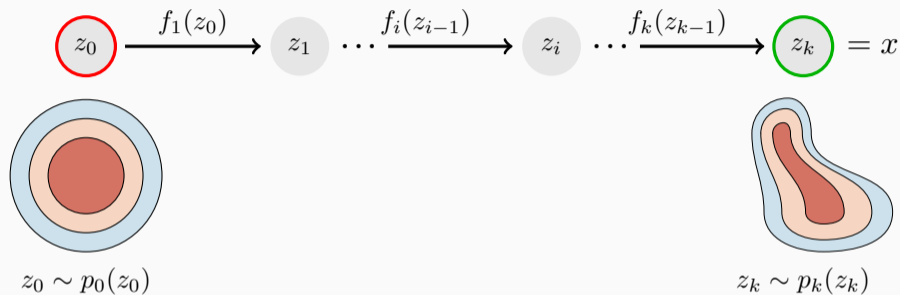 f₁(z₀) fᵢ(zᵢ₋₁) fₖ(zₖ₋₁)
z₀ z₁ ··· zᵢ ··· zₖ = x
z₀ ∼ p₀(z₀) zₖ ∼ pₖ(zₖ)